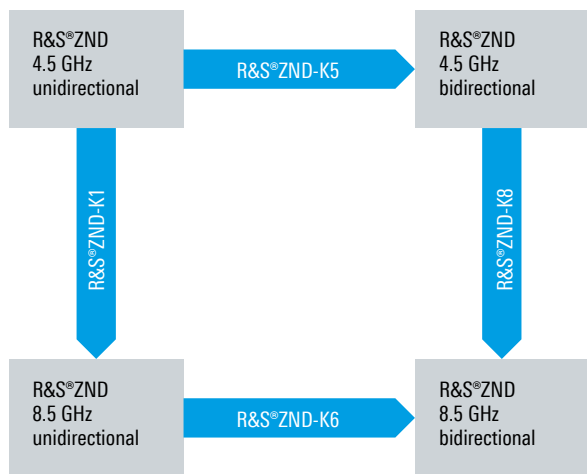 R&S®ZND
4.5 GHz
unidirectional
R&S®ZND-K5
R&S®ZND
4.5 GHz
bidirectional
R&S®ZND-K1
R&S®ZND-K8
R&S®ZND
8.5 GHz
unidirectional
R&S®ZND-K6
R&S®ZND
8.5 GHz
bidirectional